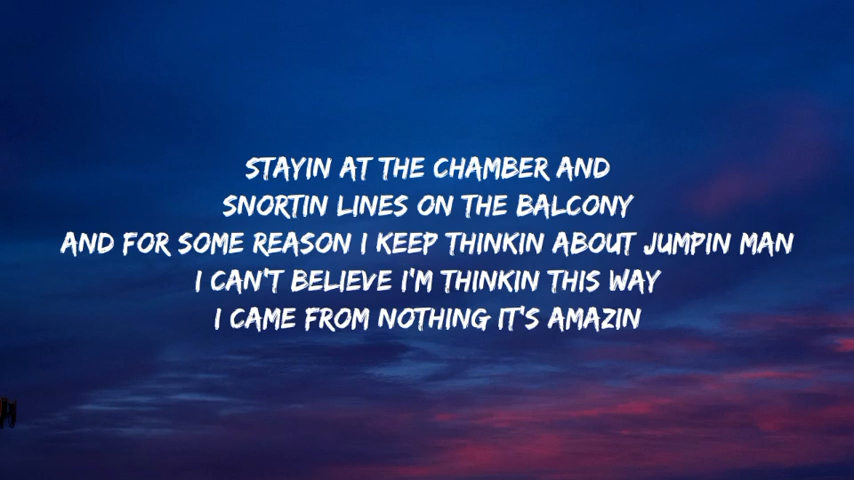 STAYIN AT THE CHAMBER AND
SNORTIN LINES ON THE BALCONY
AND FOR SOME REASON I KEEP THINKIN ABOUT JUMPIN MAN
I CAN'T BELIEVE I'M THINKIN THIS WAY
I CAME FROM NOTHING IT'S AMAZIN